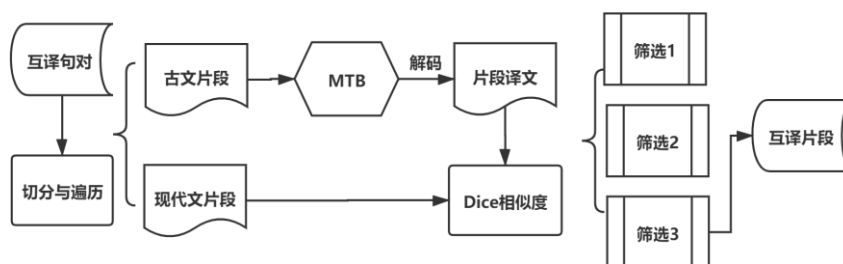 互译句对
切分与遍历
古文片段
现代文片段
MTB
解码
片段译文
Dice相似度
筛选1
筛选2
筛选3
互译片段